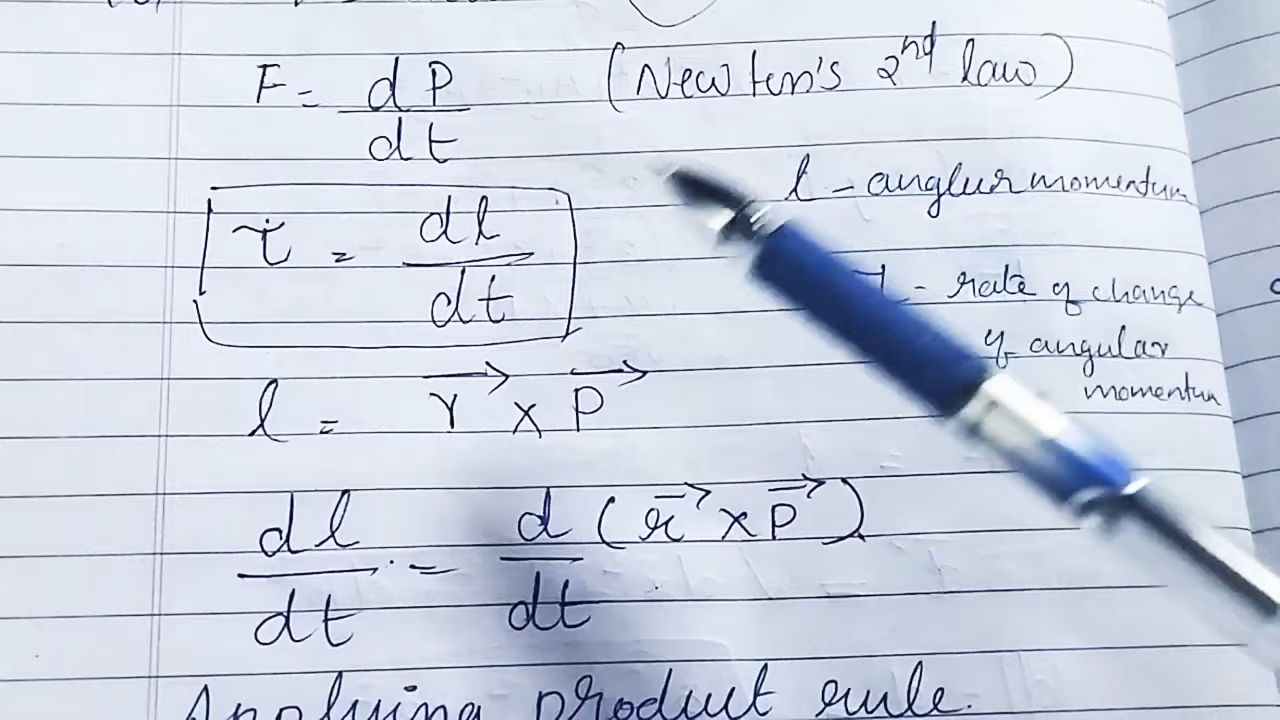 F = dP/dt (Newton's 2nd law)
τ = dl/dt
l - anglur momentum
- rate of change
of angular
momentum
l = r⃗ × P⃗
dl/dt = d/dt (r⃗ × P⃗)
Applying product rule.